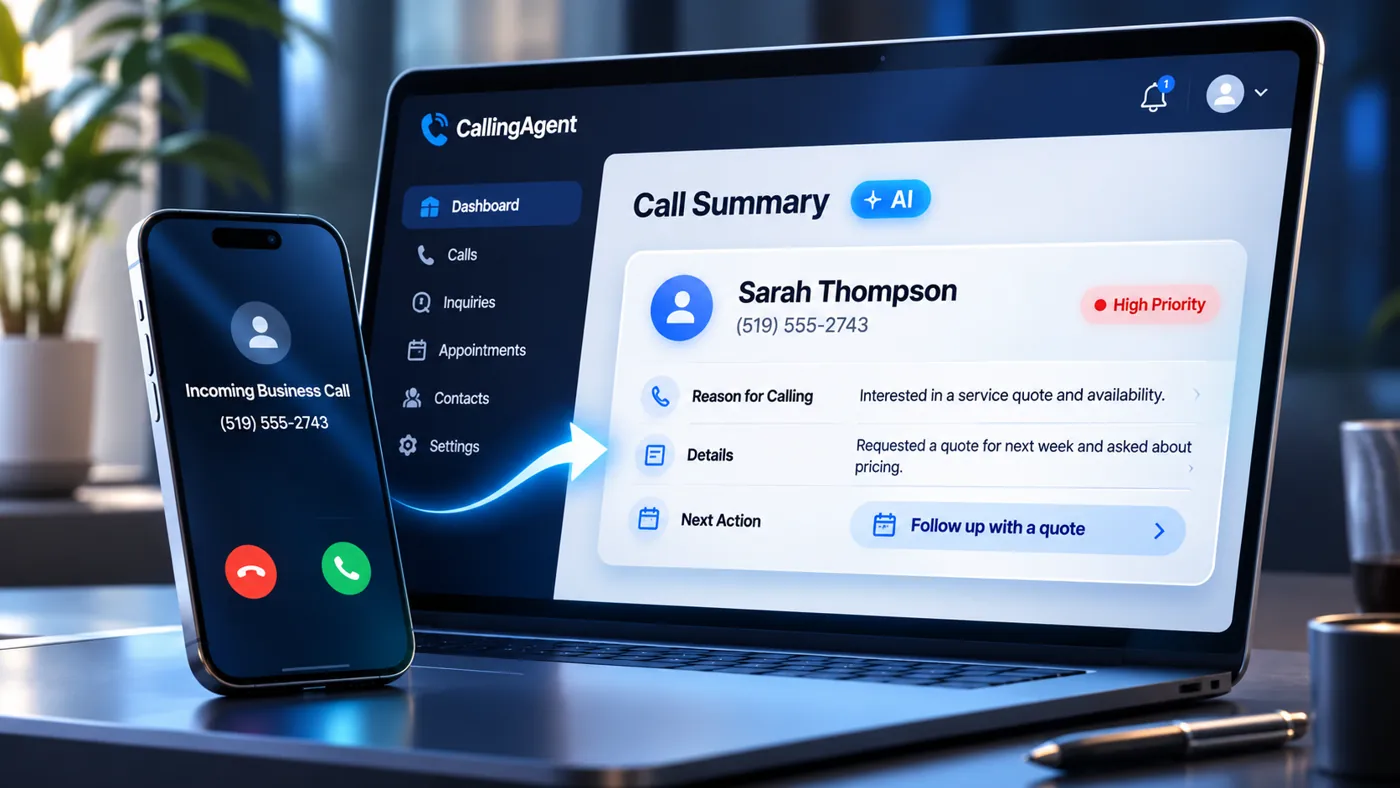 Incoming Business Call
(519) 555-2743
CallingAgent
1
Dashboard
Calls
Inquiries
Appointments
Contacts
Settings
Call Summary
AI
Sarah Thompson
(519) 555-2743
High Priority
Reason for Calling
Interested in a service quote and availability.
Details
Requested a quote for next week and asked about
pricing.
Next Action
Follow up with a quote